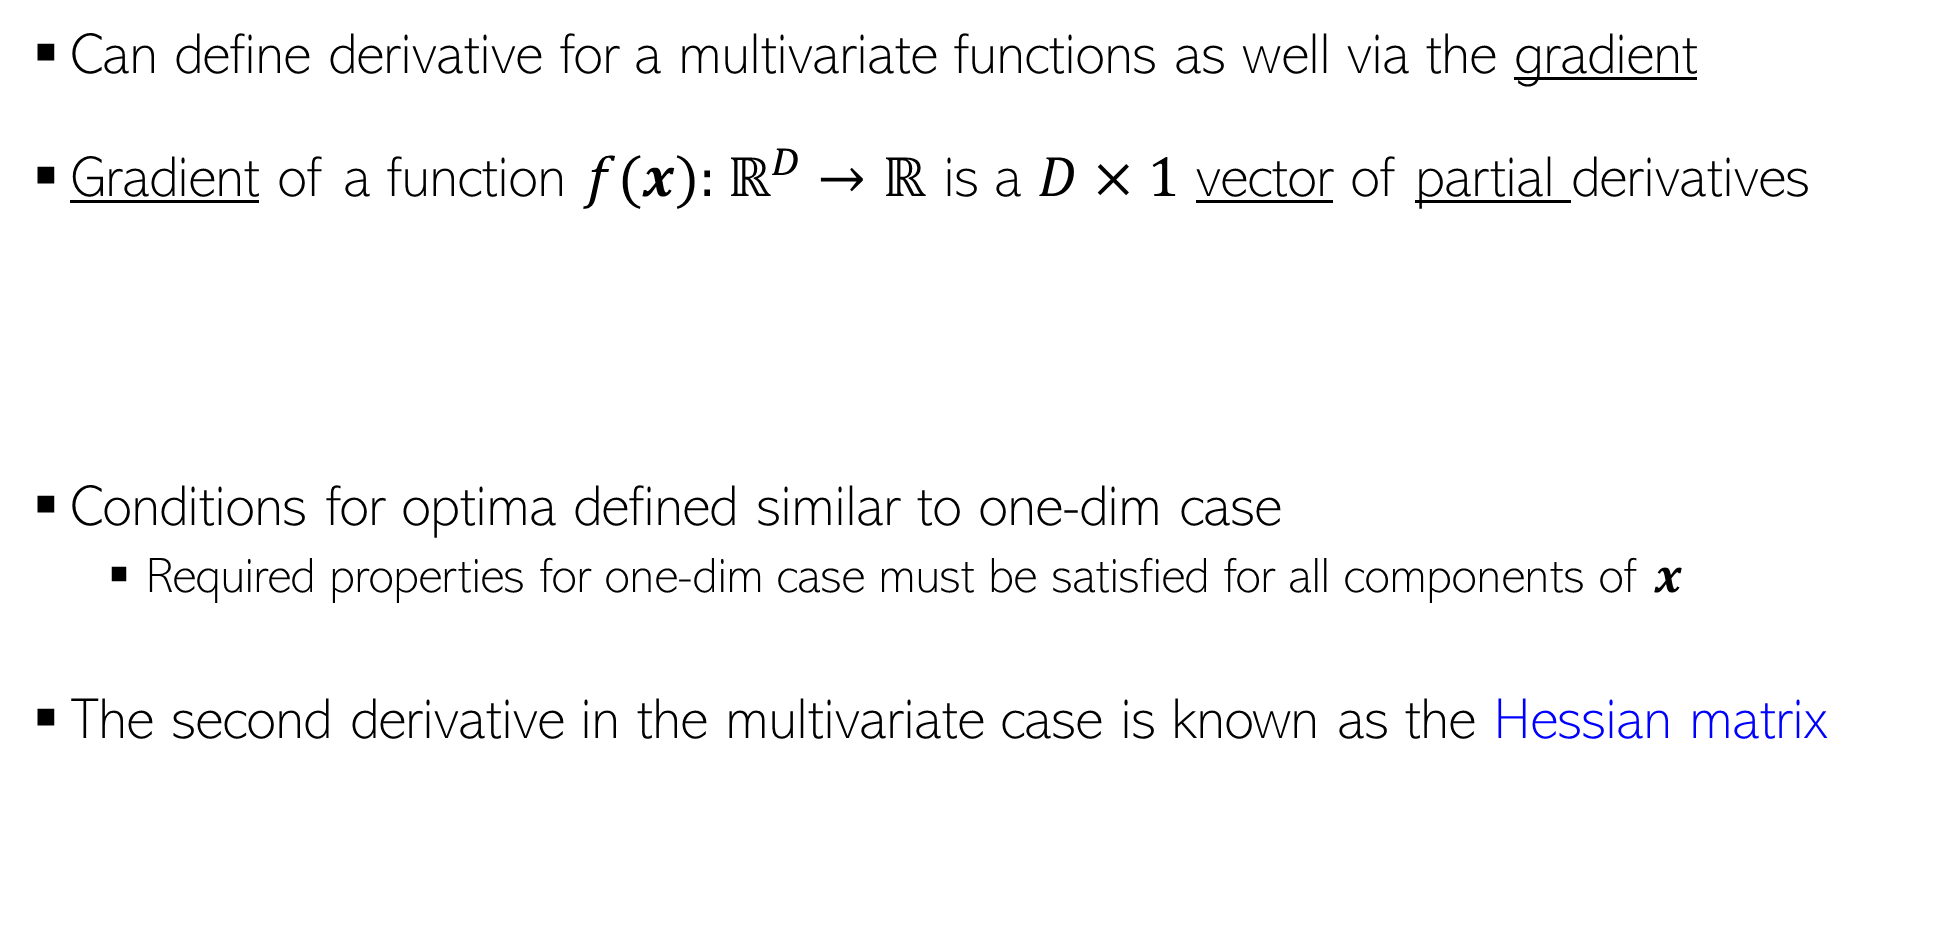 ▪ Can define derivative for a multivariate functions as well via the gradient
▪ Gradient of a function f(x): ℝᴰ → ℝ is a D × 1 vector of partial derivatives
▪ Conditions for optima defined similar to one-dim case
▪ Required properties for one-dim case must be satisfied for all components of x
▪ The second derivative in the multivariate case is known as the Hessian matrix